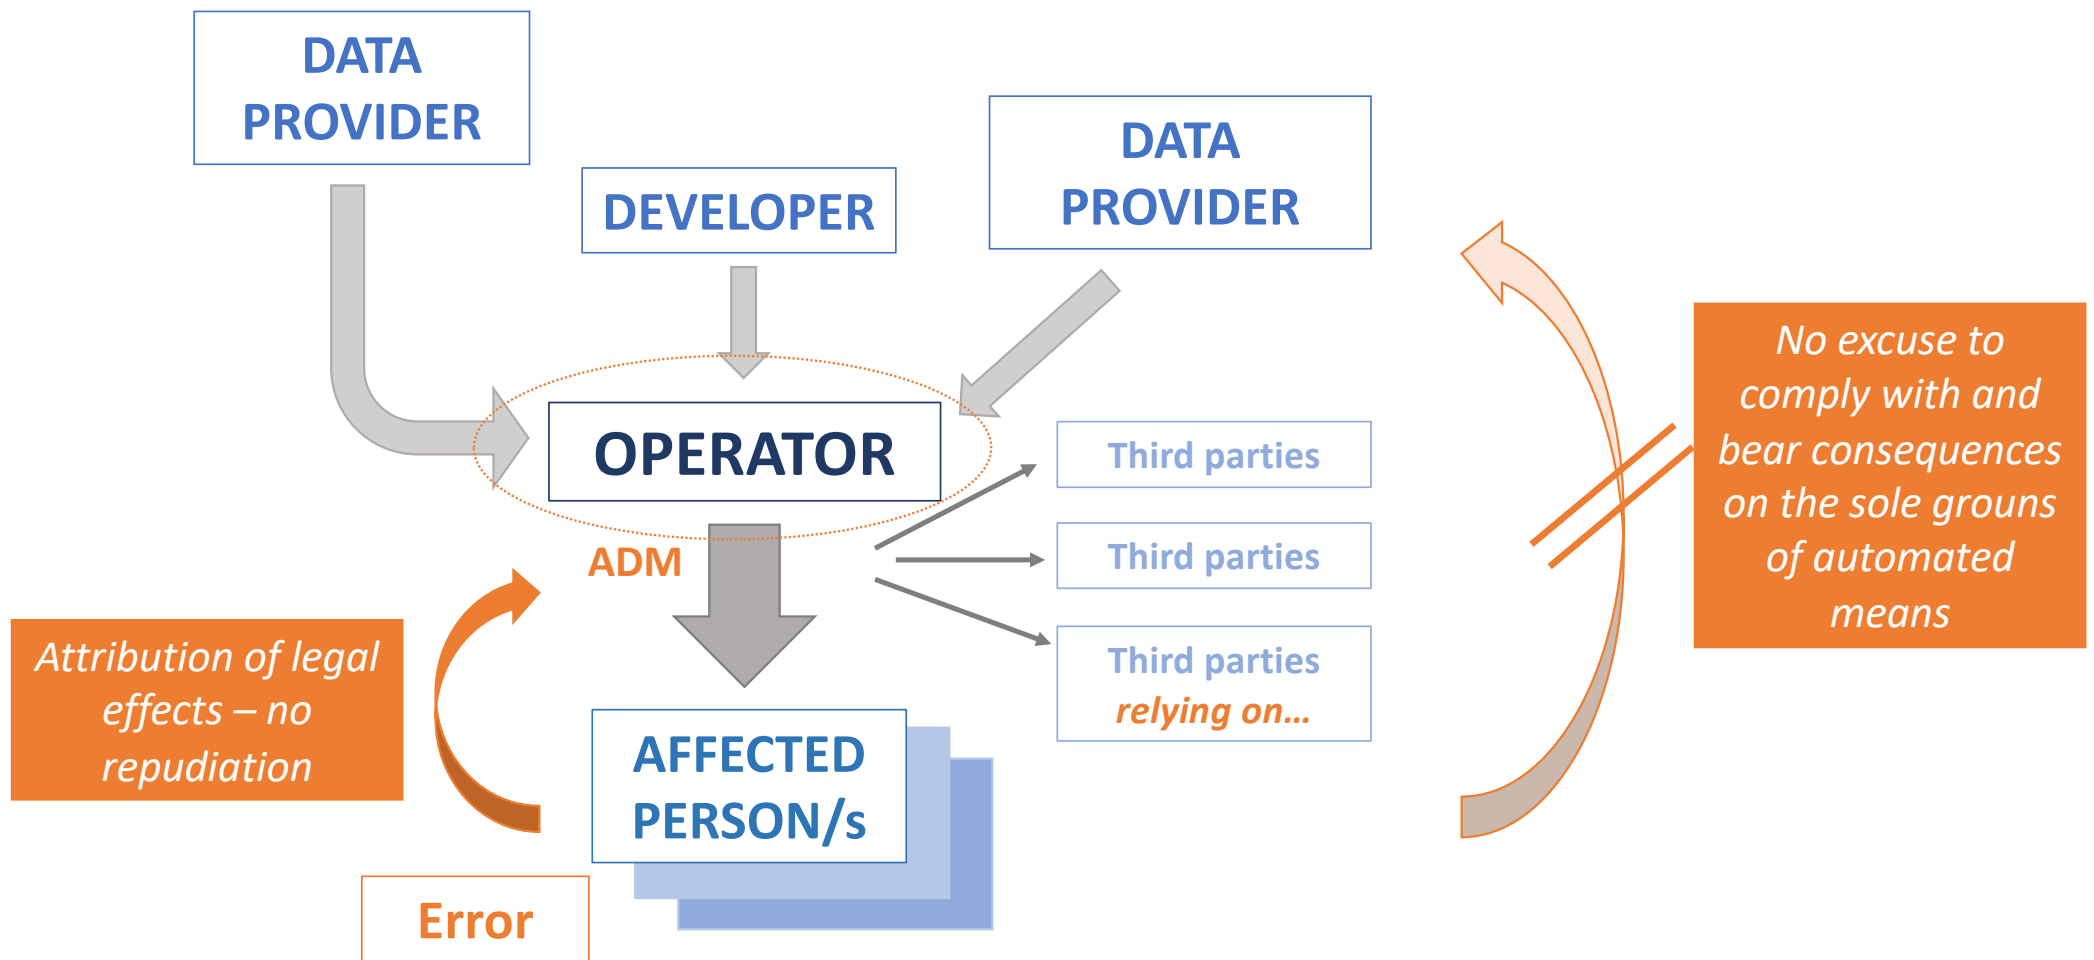 DATA
PROVIDER
DEVELOPER
DATA
PROVIDER
OPERATOR
ADM
Third parties
Third parties
Third parties
relying on...
No excuse to
comply with and
bear consequences
on the sole grouns
of automated
means
Attribution of legal
effects – no
repudiation
AFFECTED
PERSON/s
Error